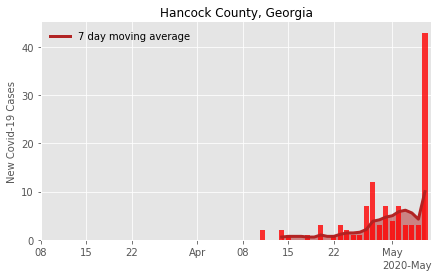 Hancock County, Georgia
7 day moving average
New Covid-19 Cases
40
30
20
10
0
08 15 22 Apr 08 15 22 May
2020-May